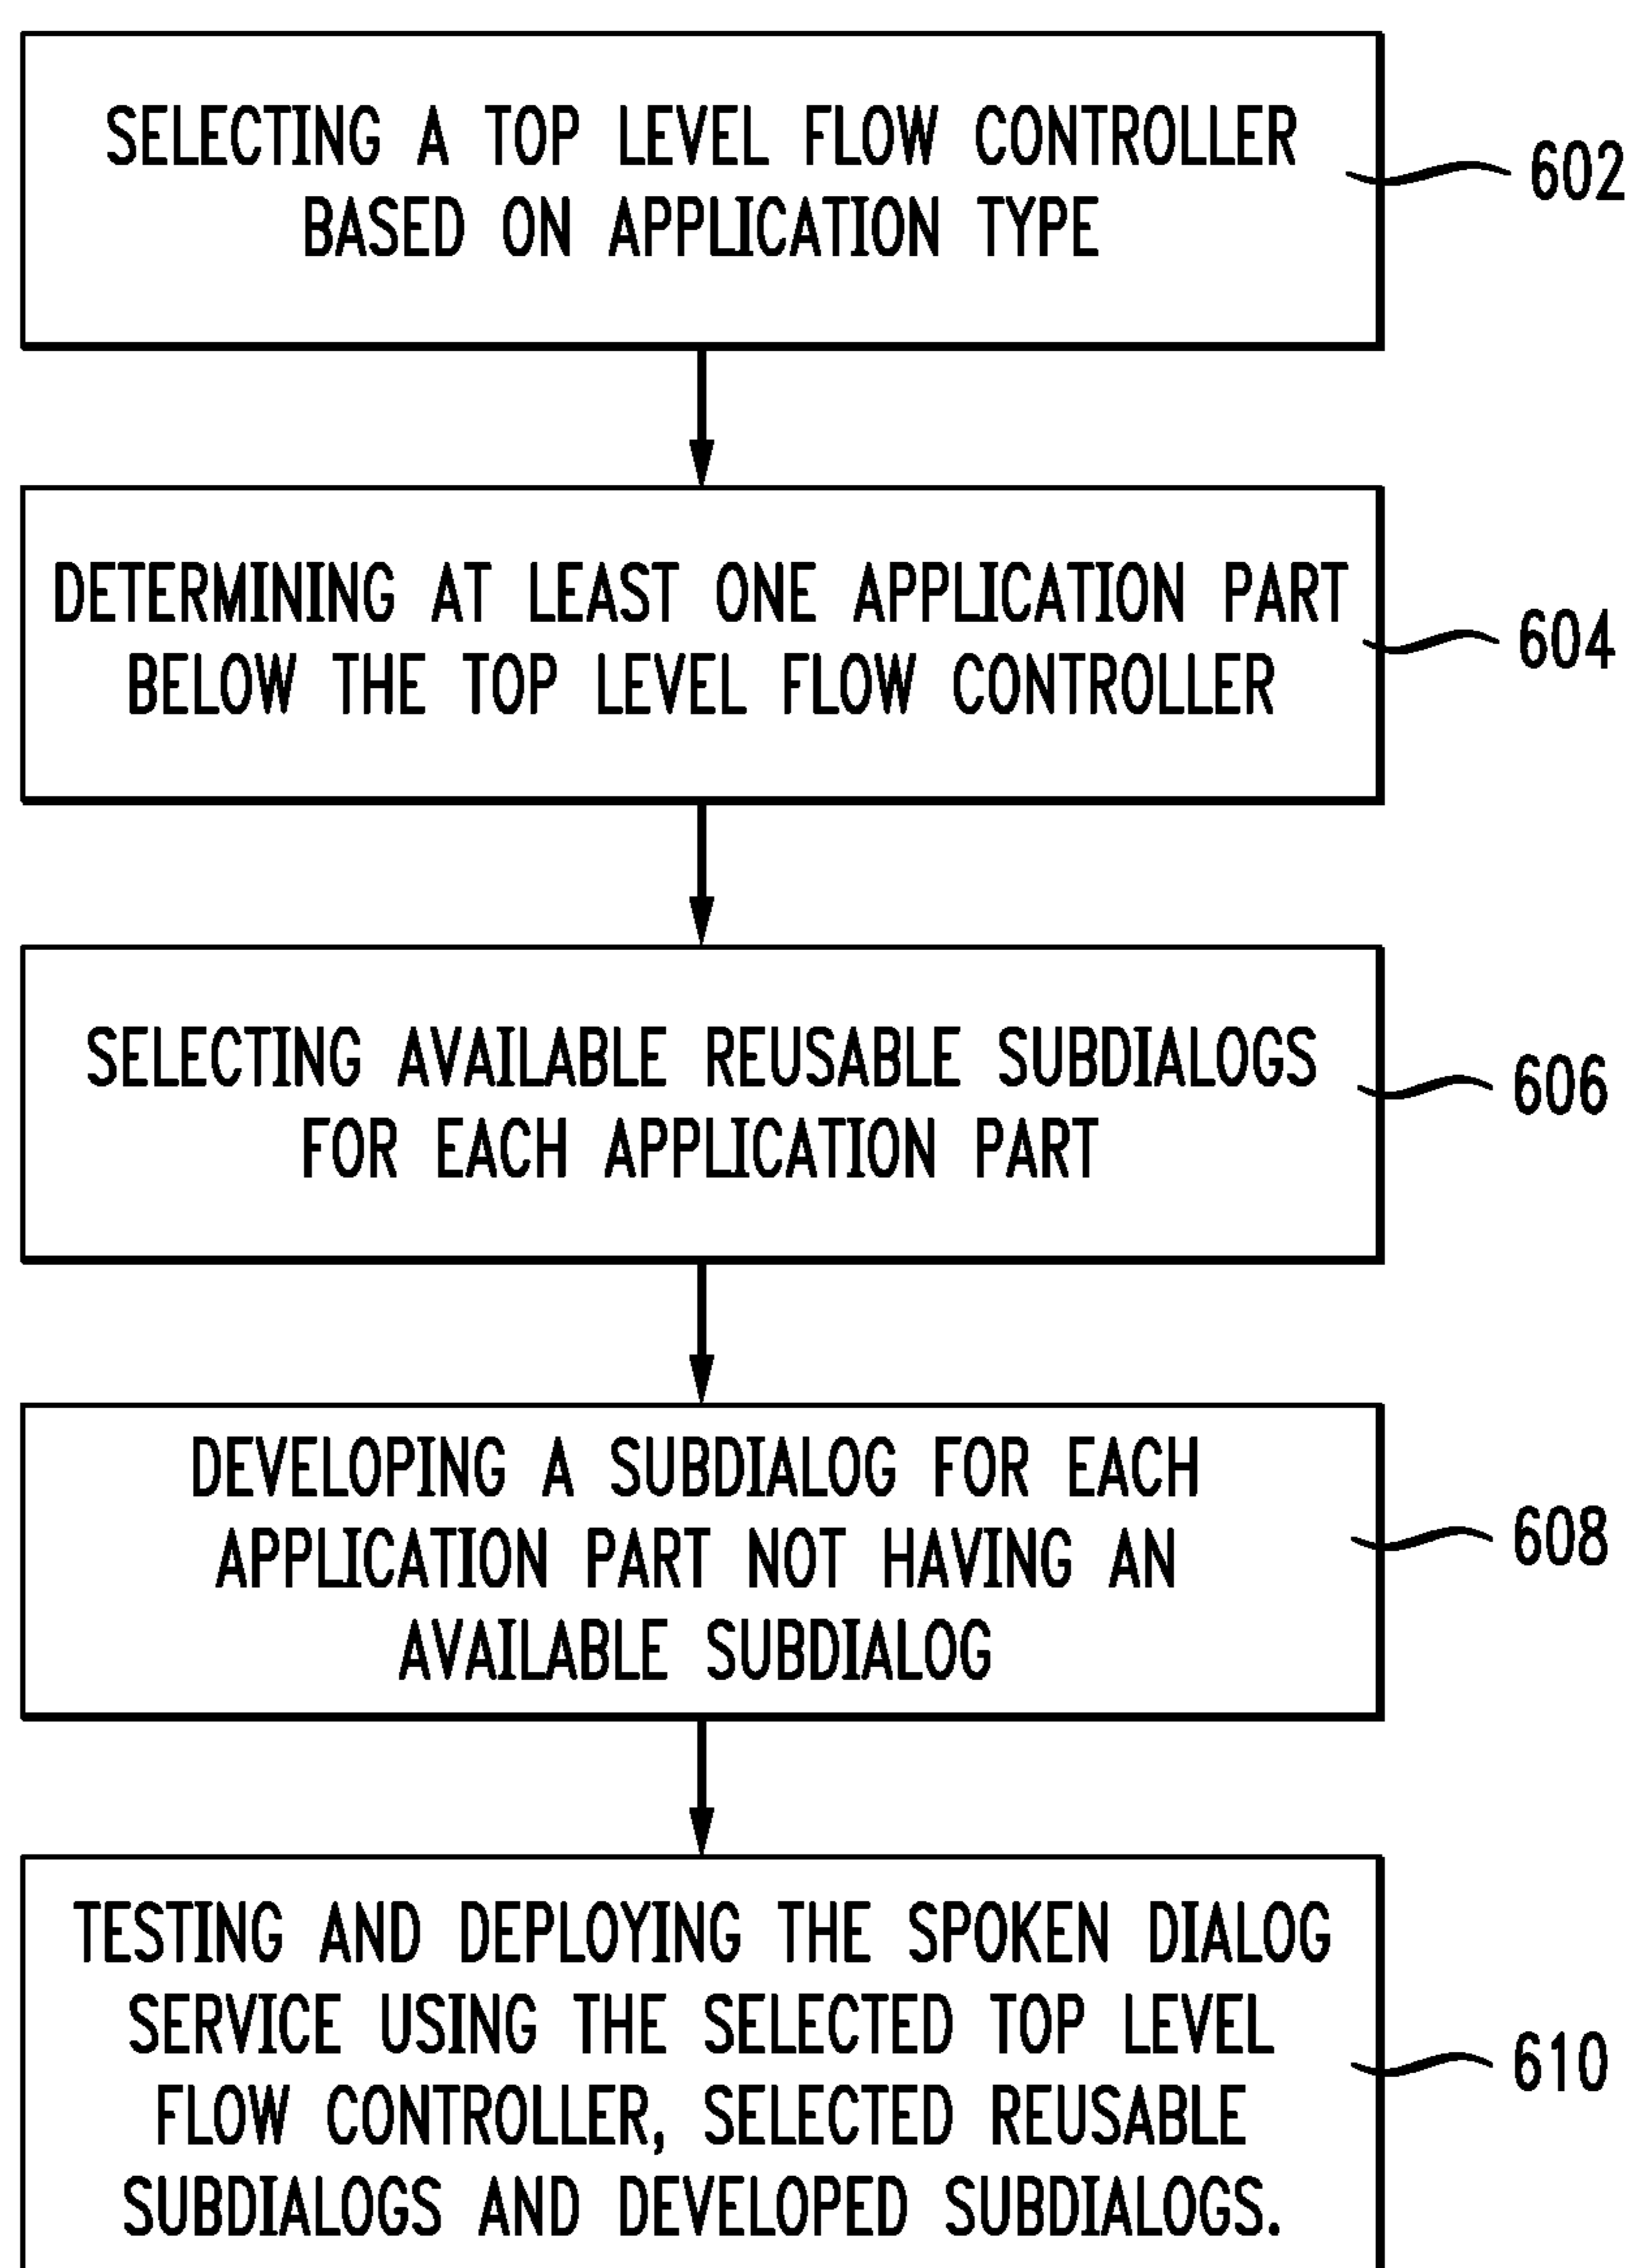 SELECTING A TOP LEVEL FLOW CONTROLLER
BASED ON APPLICATION TYPE
602
DETERMINING AT LEAST ONE APPLICATION PART
BELOW THE TOP LEVEL FLOW CONTROLLER
604
SELECTING AVAILABLE REUSABLE SUBDIALOGS
FOR EACH APPLICATION PART
606
DEVELOPING A SUBDIALOG FOR EACH
APPLICATION PART NOT HAVING AN
AVAILABLE SUBDIALOG
608
TESTING AND DEPLOYING THE SPOKEN DIALOG
SERVICE USING THE SELECTED TOP LEVEL
FLOW CONTROLLER, SELECTED REUSABLE
SUBDIALOGS AND DEVELOPED SUBDIALOGS.
610